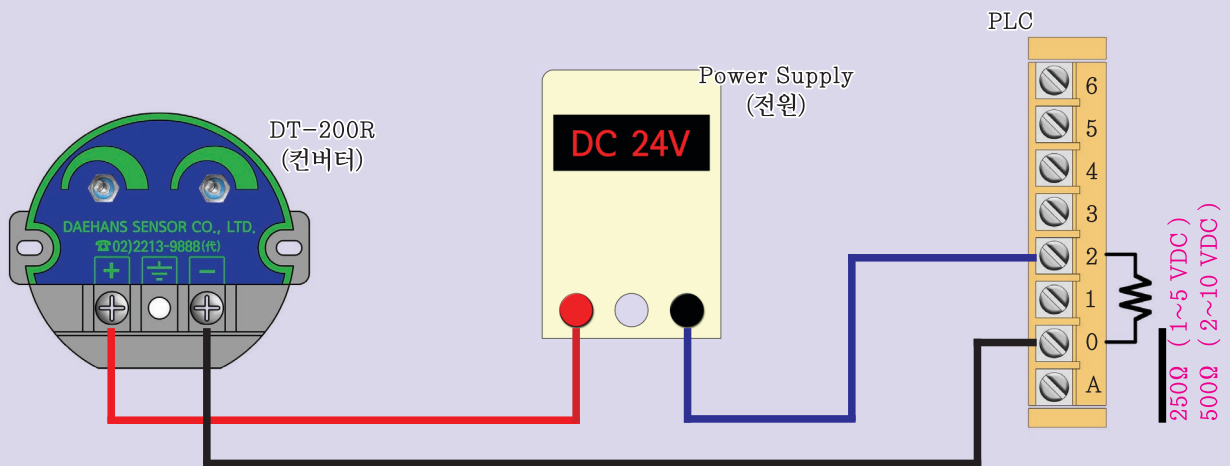 PLC
Power Supply
(전원)
DC 24V
DT-200R
(컨버터)
DAEHANS SENSOR CO., LTD.
☎02)2213-9888(代)
+
−
6
5
4
3
2
1
0
A
250Ω ( 1~5 VDC )
500Ω ( 2~10 VDC )